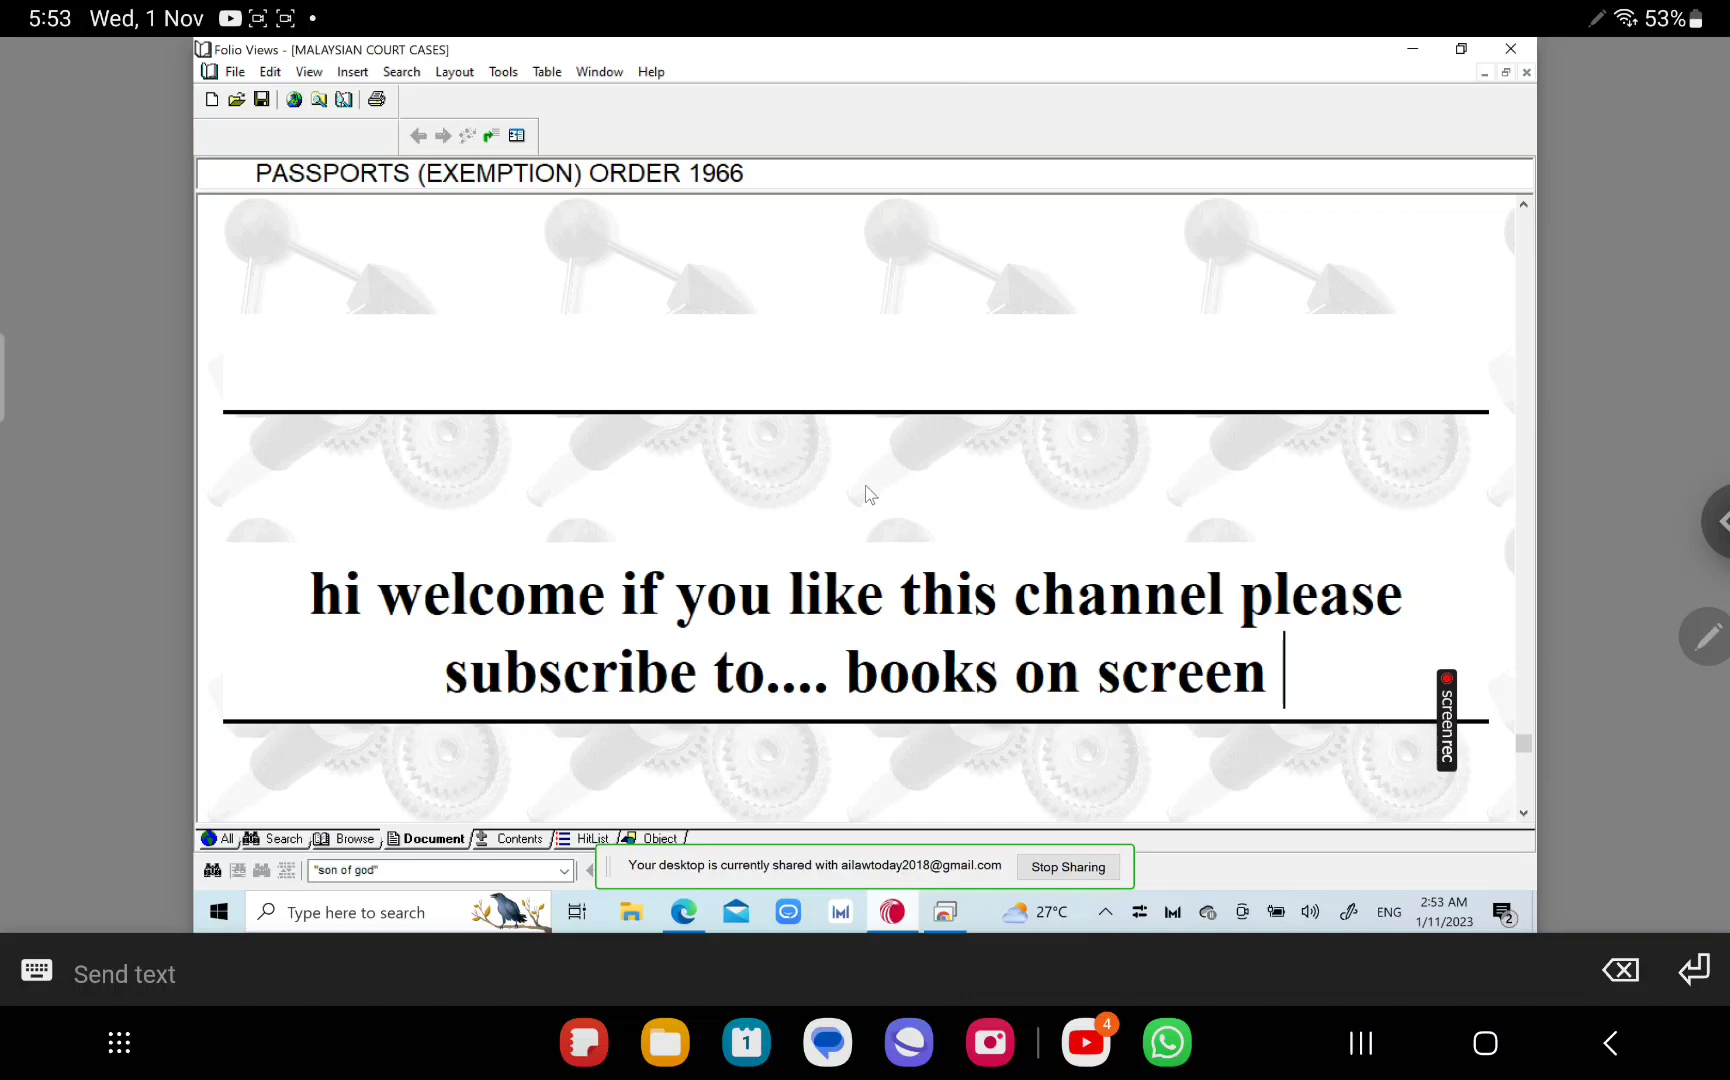 5:53 Wed, 1 Nov
53%
Folio Views - [MALAYSIAN COURT CASES]
File Edit View Insert Search Layout Tools Table Window Help
PASSPORTS (EXEMPTION) ORDER 1966
hi welcome if you like this channel please
subscribe to.... books on screen
screenrec
All Search Browse Document Contents HitList Object
"son of god"
Your desktop is currently shared with ailawtoday2018@gmail.com Stop Sharing
Type here to search
27°C
ENG
2:53 AM
1/11/2023
2
Send text
1
4